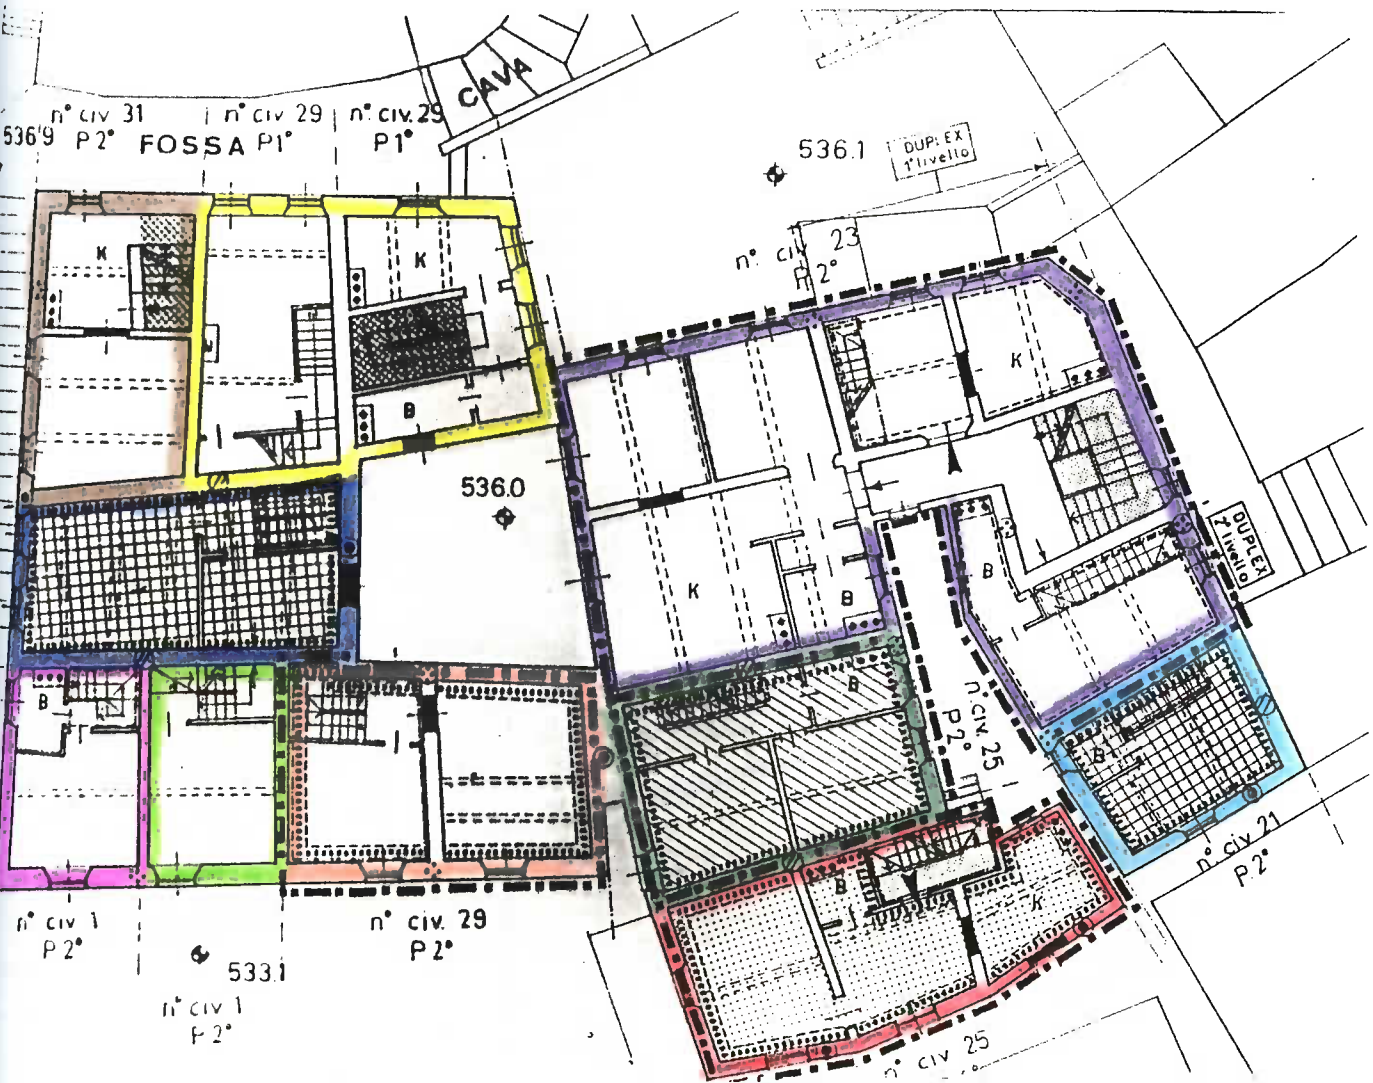 CAVA
n° civ 31
P 2°
n° civ 29
P1°
n° civ. 29
P1°
536'9
FOSSA
536.1
DUPLEX
1° livello
n° civ 23
P 2°
K
K
K
B
536.0
K
B
K
B
DUPLEX
2° livello
B
B
n° civ 25
P 2°
B
B
K
n° civ 21
P. 2°
n° civ 1
P 2°
n° civ. 29
P 2°
533.1
n° civ 1
P 2°
n° civ 25